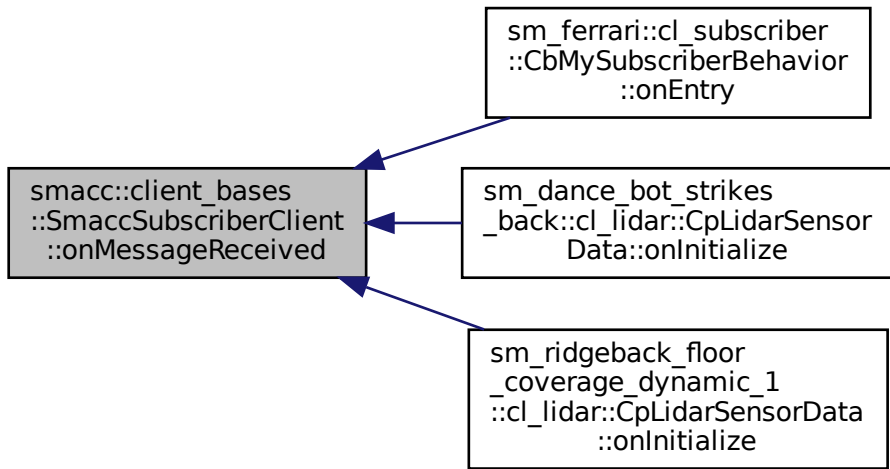 sm_ferrari::cl_subscriber
::CbMySubscriberBehavior
::onEntry
smacc::client_bases
::SmaccSubscriberClient
::onMessageReceived
sm_dance_bot_strikes
_back::cl_lidar::CpLidarSensor
Data::onInitialize
sm_ridgeback_floor
_coverage_dynamic_1
::cl_lidar::CpLidarSensorData
::onInitialize